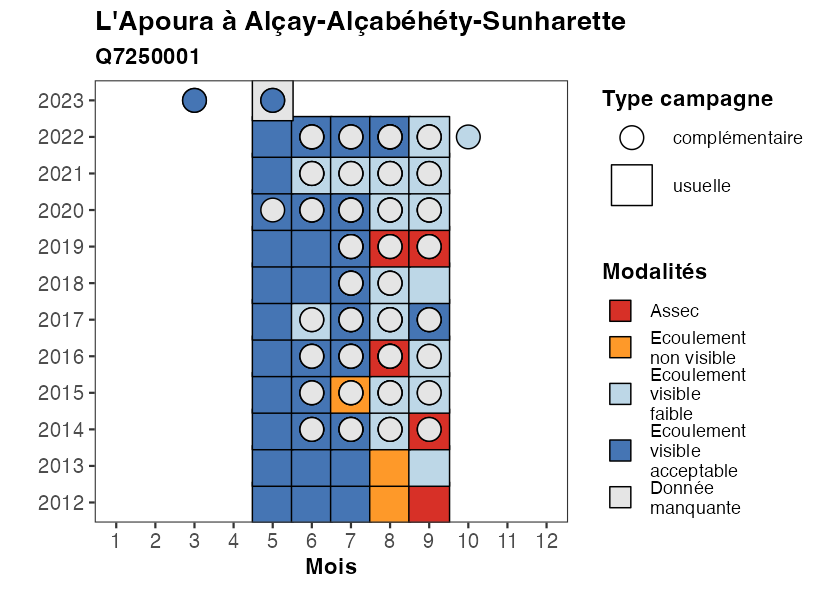 L'Apoura à Alçay-Alçabéhéty-Sunharette
Q7250001
2023
2022
2021
2020
2019
2018
2017
2016
2015
2014
2013
2012
1 2 3 4 5 6 7 8 9 10 11 12
Mois
Type campagne
complémentaire
usuelle
Modalités
Assec
Ecoulement
non visible
Ecoulement
visible
faible
Ecoulement
visible
acceptable
Donnée
manquante